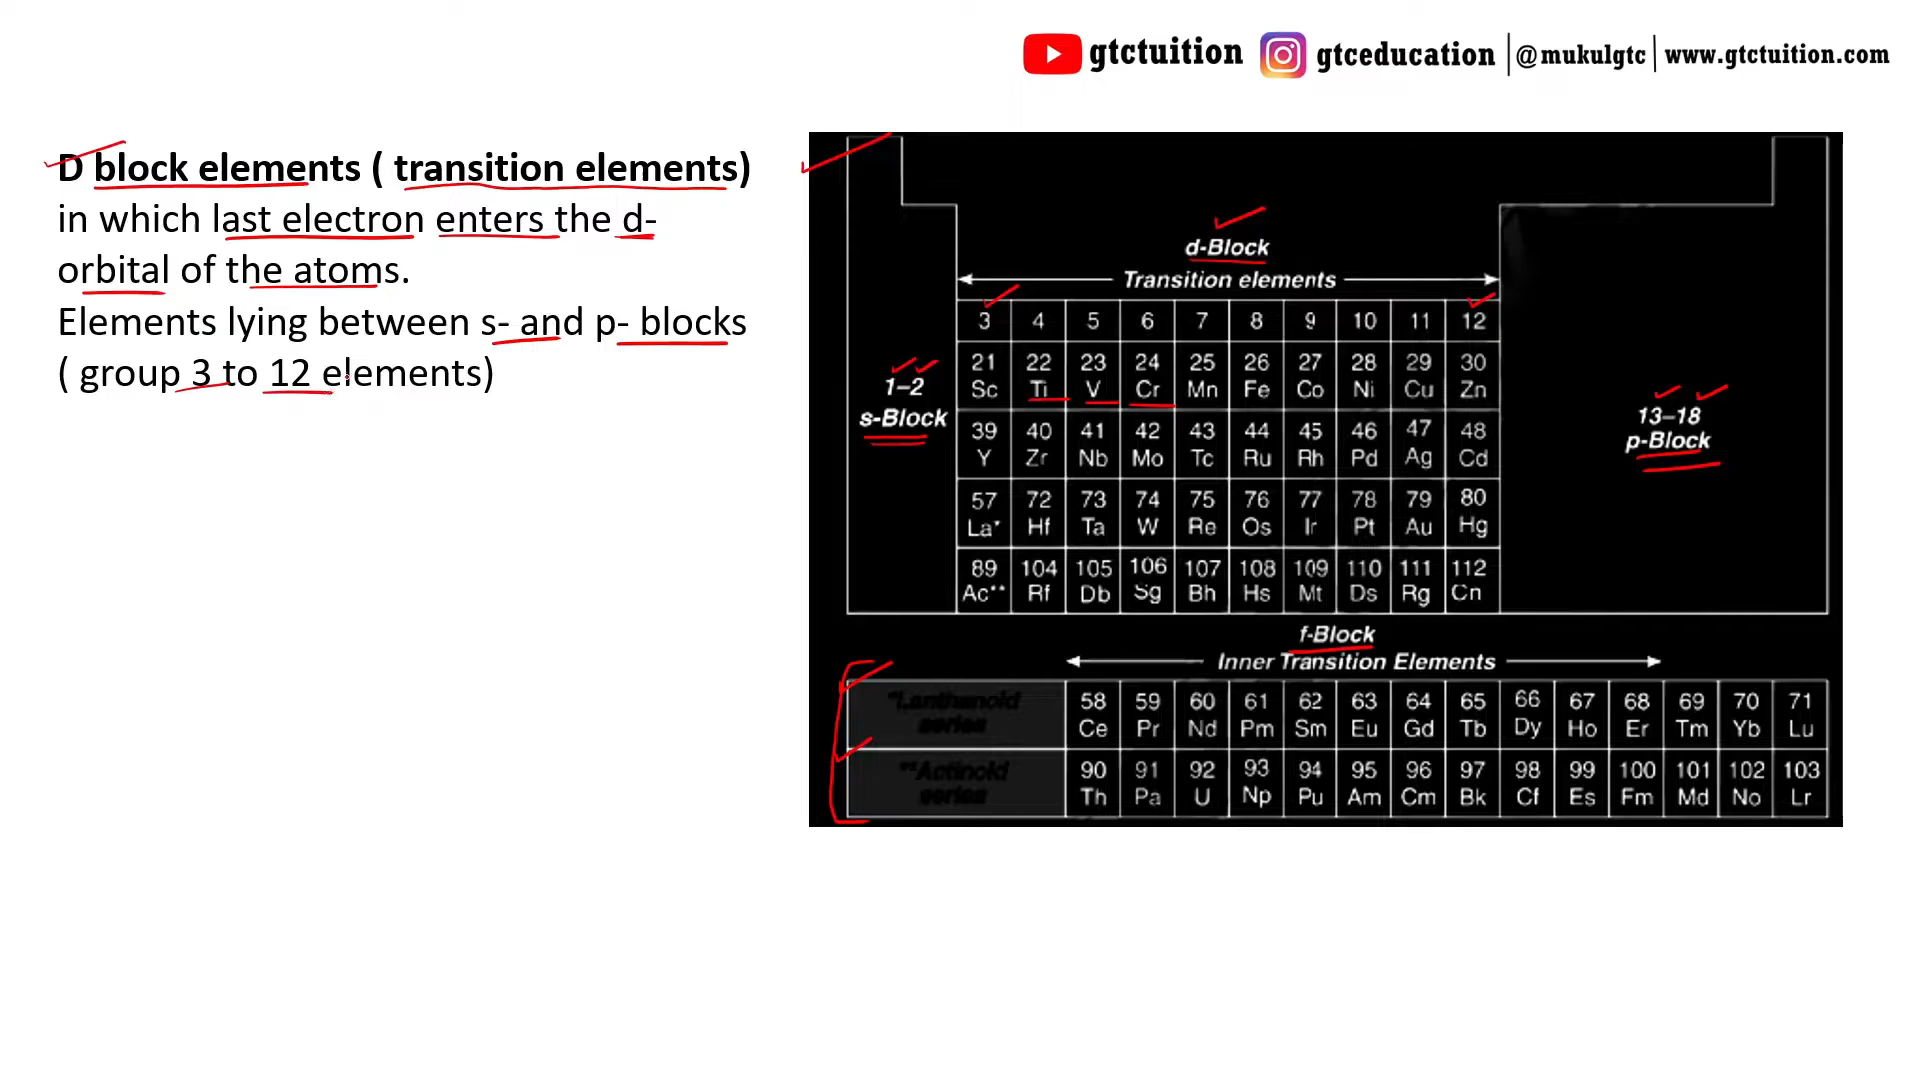 gtctuition gtceducation @mukulgtc www.gtctuition.com
D block elements ( transition elements)
in which last electron enters the d-
orbital of the atoms.
Elements lying between s- and p- blocks
( group 3 to 12 elements)
d-Block
Transition elements
3 4 5 6 7 8 9 10 11 12
21 22 23 24 25 26 27 28 29 30
Sc Ti V Cr Mn Fe Co Ni Cu Zn
1–2
s-Block
13–18
p-Block
39 40 41 42 43 44 45 46 47 48
Y Zr Nb Mo Tc Ru Rh Pd Ag Cd
57 72 73 74 75 76 77 78 79 80
La* Hf Ta W Re Os Ir Pt Au Hg
89 104 105 106 107 108 109 110 111 112
Ac** Rf Db Sg Bh Hs Mt Ds Rg Cn
f-Block
Inner Transition Elements
*Lanthanoid
series
58 59 60 61 62 63 64 65 66 67 68 69 70 71
Ce Pr Nd Pm Sm Eu Gd Tb Dy Ho Er Tm Yb Lu
**Actinoid
series
90 91 92 93 94 95 96 97 98 99 100 101 102 103
Th Pa U Np Pu Am Cm Bk Cf Es Fm Md No Lr